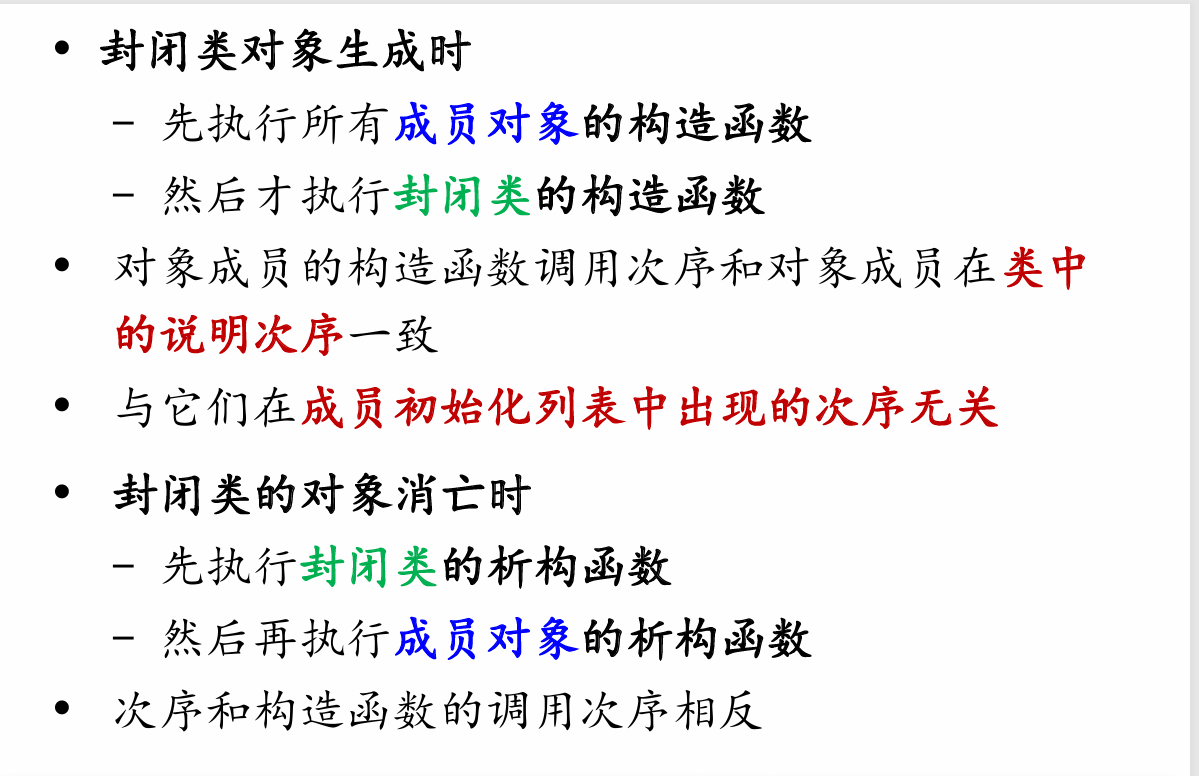 • 封闭类对象生成时
– 先执行所有成员对象的构造函数
– 然后才执行封闭类的构造函数
• 对象成员的构造函数调用次序和对象成员在类中
的说明次序一致
• 与它们在成员初始化列表中出现的次序无关
• 封闭类的对象消亡时
– 先执行封闭类的析构函数
– 然后再执行成员对象的析构函数
• 次序和构造函数的调用次序相反